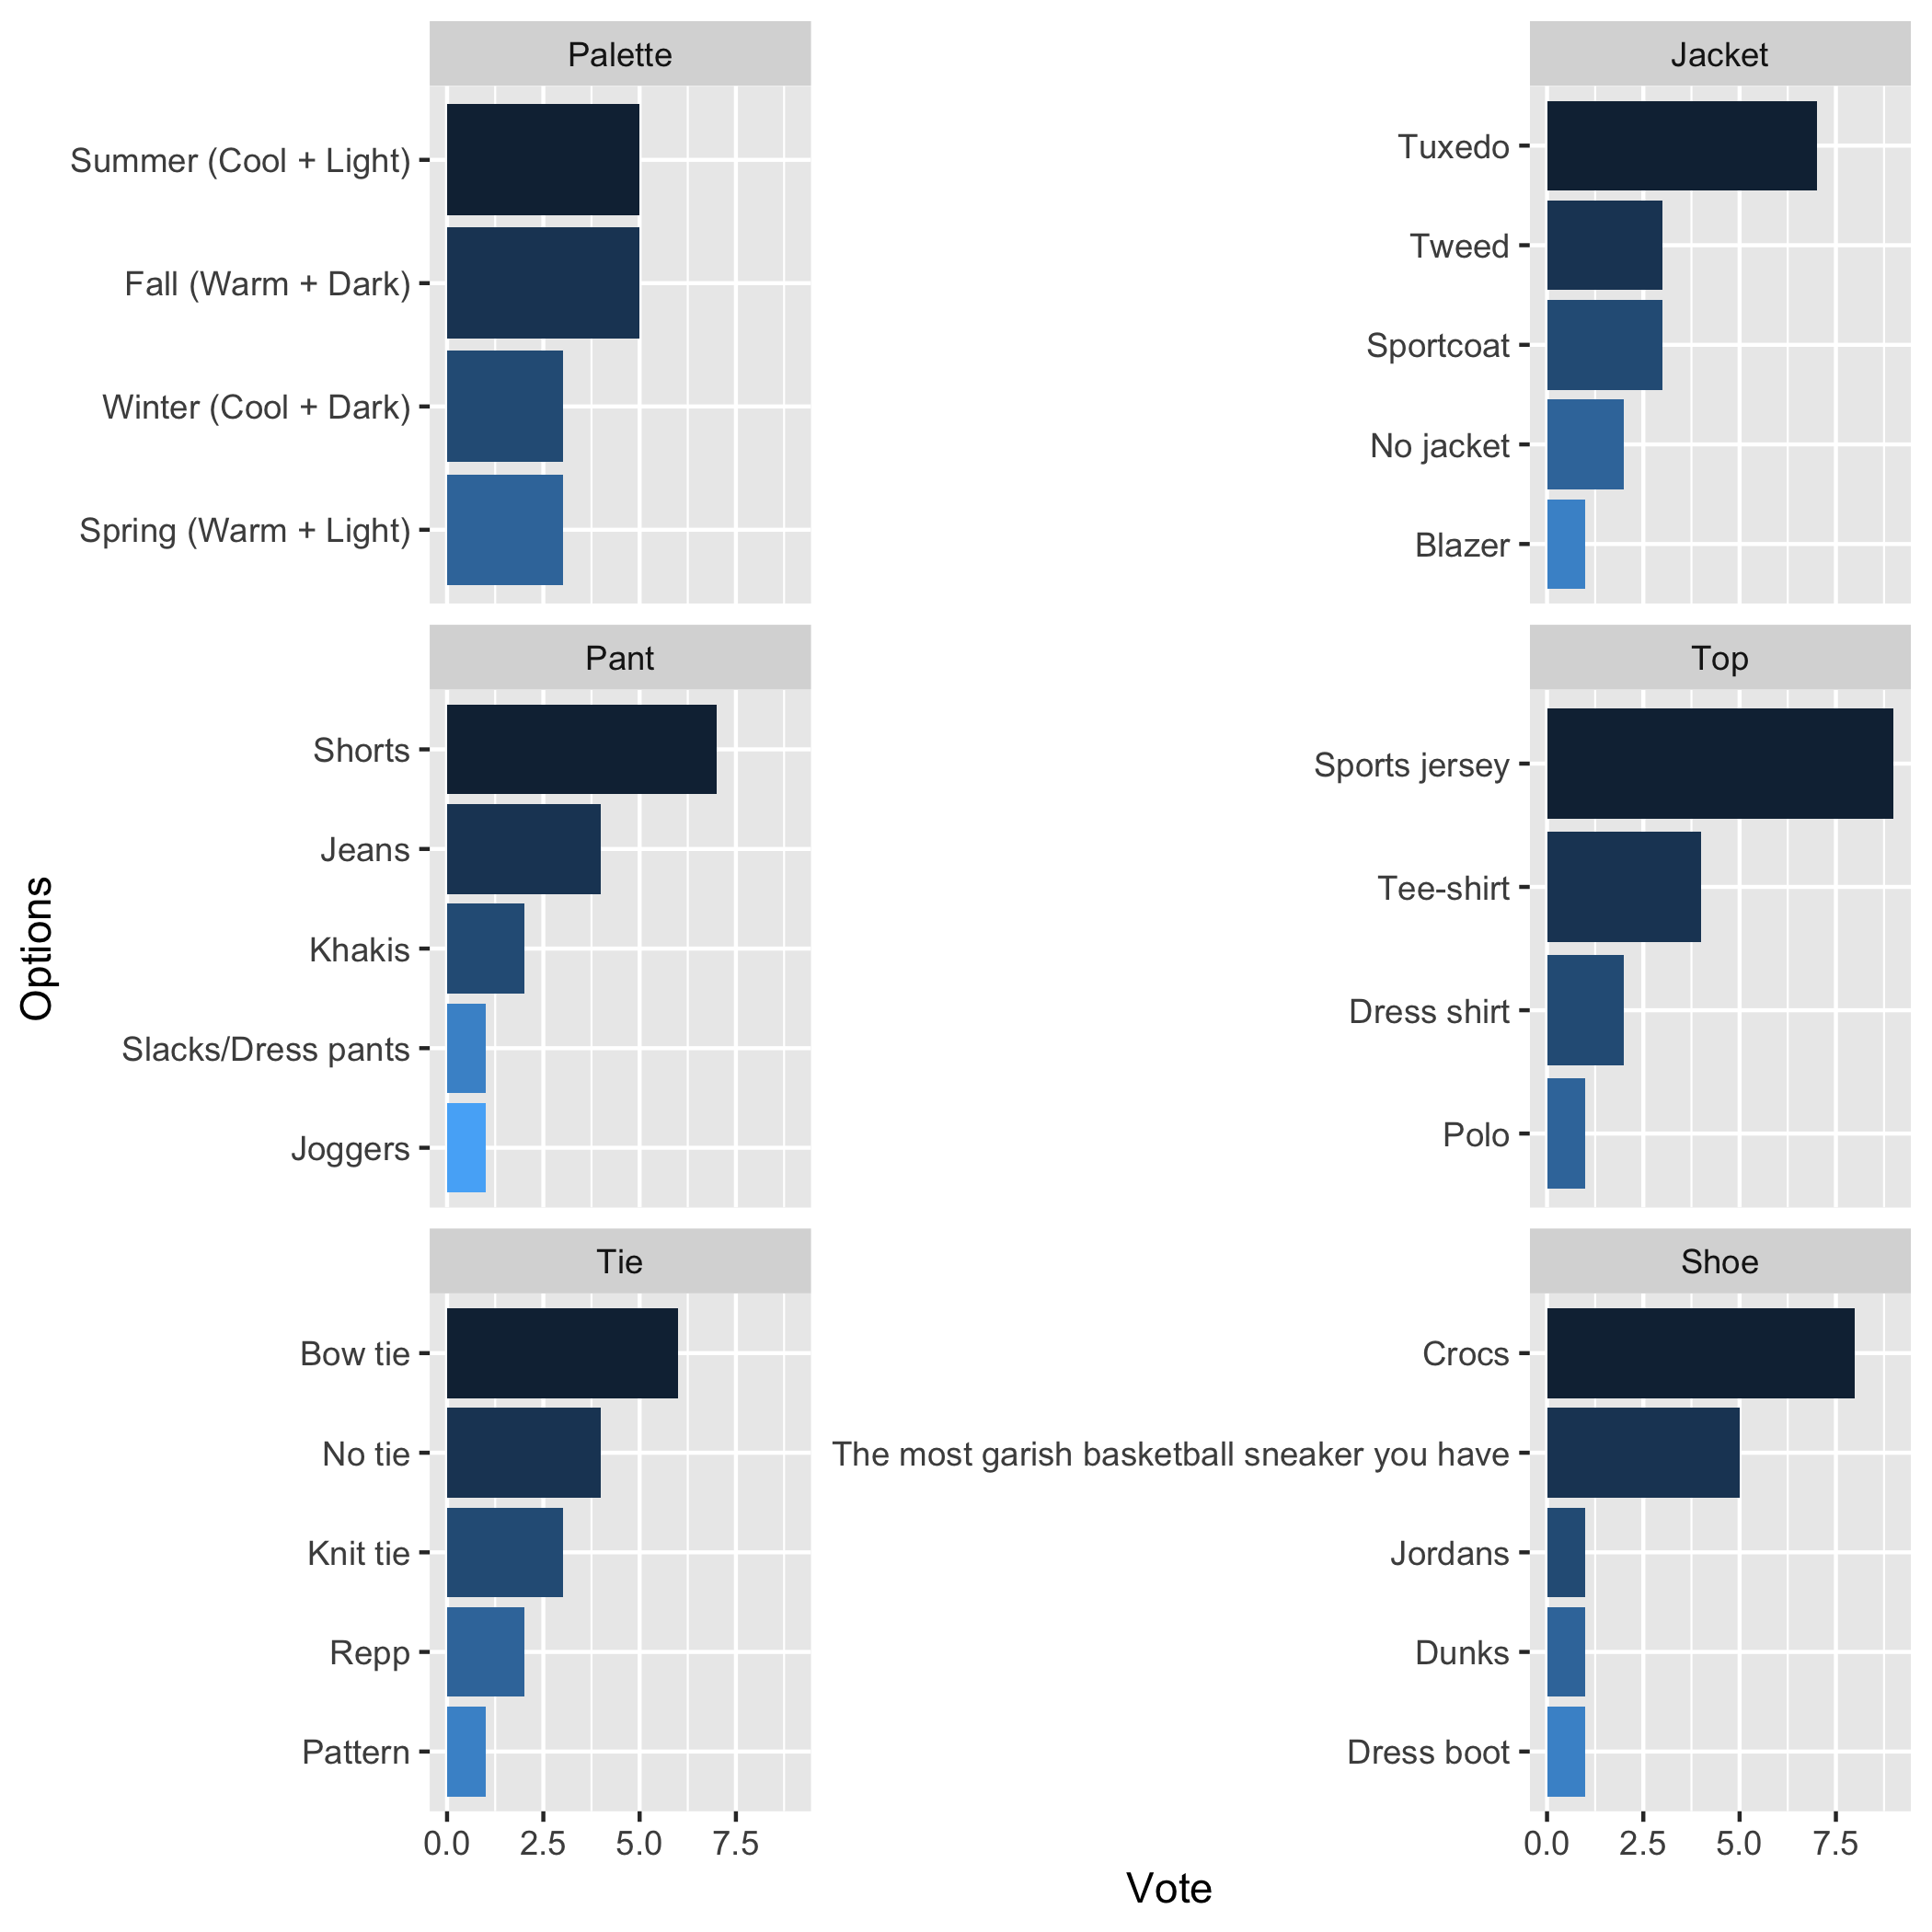 Palette
Summer (Cool + Light)
Fall (Warm + Dark)
Winter (Cool + Dark)
Spring (Warm + Light)
Jacket
Tuxedo
Tweed
Sportcoat
No jacket
Blazer
Pant
Shorts
Jeans
Khakis
Slacks/Dress pants
Joggers
Top
Sports jersey
Tee-shirt
Dress shirt
Polo
Tie
Bow tie
No tie
Knit tie
Repp
Pattern
0.0 2.5 5.0 7.5
Shoe
Crocs
The most garish basketball sneaker you have
Jordans
Dunks
Dress boot
0.0 2.5 5.0 7.5
Options
Vote